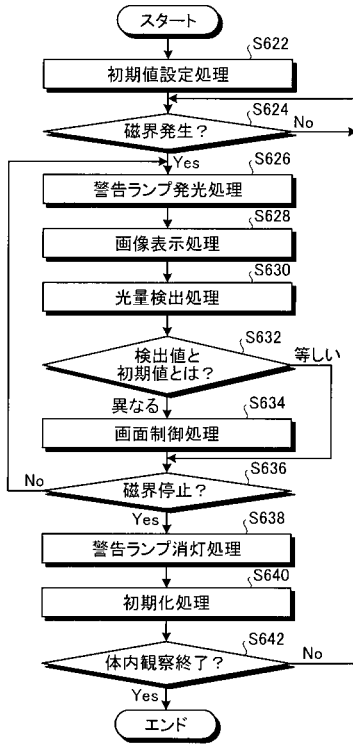 スタート
S622
初期値設定処理
S624
磁界発生？
No
Yes
S626
警告ランプ発光処理
S628
画像表示処理
S630
光量検出処理
S632
検出値と
初期値とは？
等しい
異なる
S634
画面制御処理
S636
磁界停止？
No
Yes
S638
警告ランプ消灯処理
S640
初期化処理
S642
体内観察終了？
No
Yes
エンド